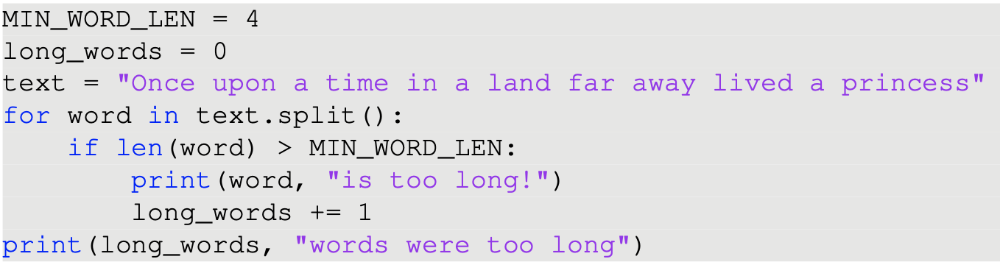 MIN_WORD_LEN = 4
long_words = 0
text = "Once upon a time in a land far away lived a princess"
for word in text.split():
    if len(word) > MIN_WORD_LEN:
        print(word, "is too long!")
        long_words += 1
print(long_words, "words were too long")